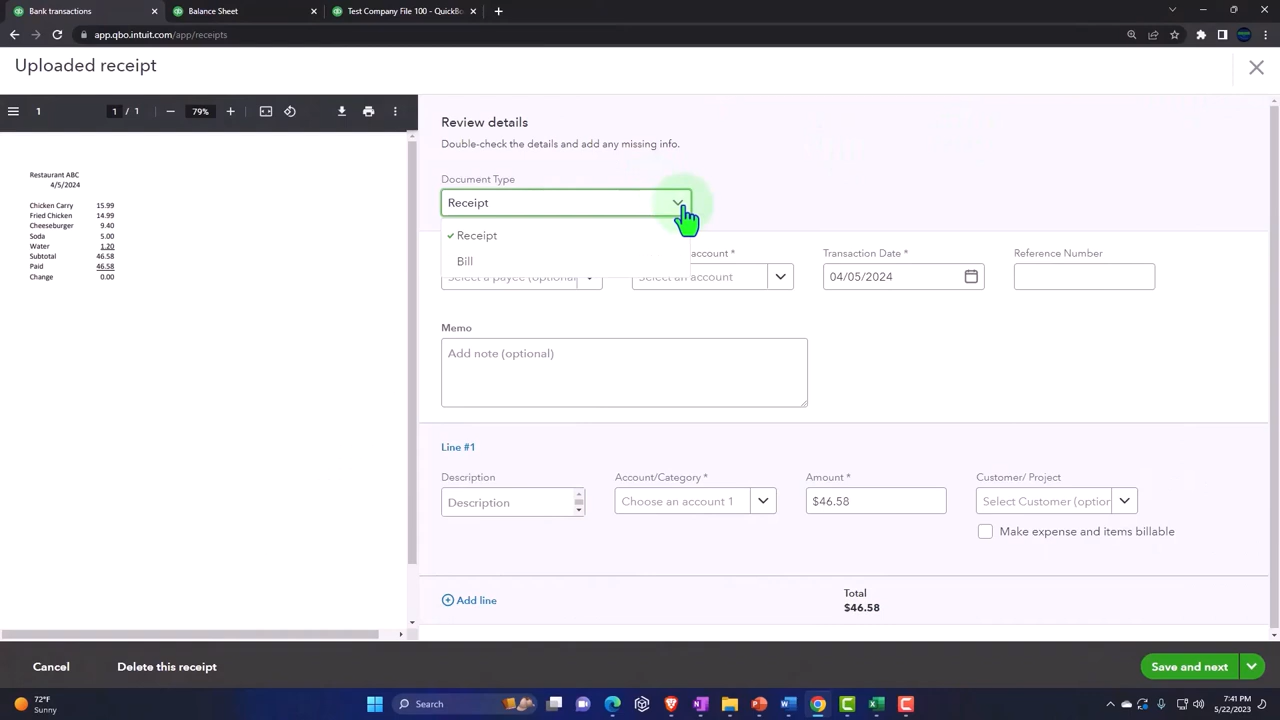 Bank transactions
Balance Sheet
Test Company File 100 - QuickBo
app.qbo.intuit.com/app/receipts
Uploaded receipt
1
1 / 1
79%
Restaurant ABC
4/5/2024
Chicken Carry 15.99
Fried Chicken 14.99
Cheeseburger 9.40
Soda 5.00
Water 1.20
Subtotal 46.58
Paid 46.58
Change 0.00
Review details
Double-check the details and add any missing info.
Document Type
Receipt
Receipt
Bill
account * Transaction Date * Reference Number
Select a payee (optional) Select an account 04/05/2024
Memo
Add note (optional)
Line #1
Description Account/Category * Amount * Customer/ Project
Description Choose an account 1 $46.58 Select Customer (option
Make expense and items billable
Add line
Total
$46.58
Cancel Delete this receipt Save and next
72°F
Sunny
Search
7:41 PM
5/22/2023